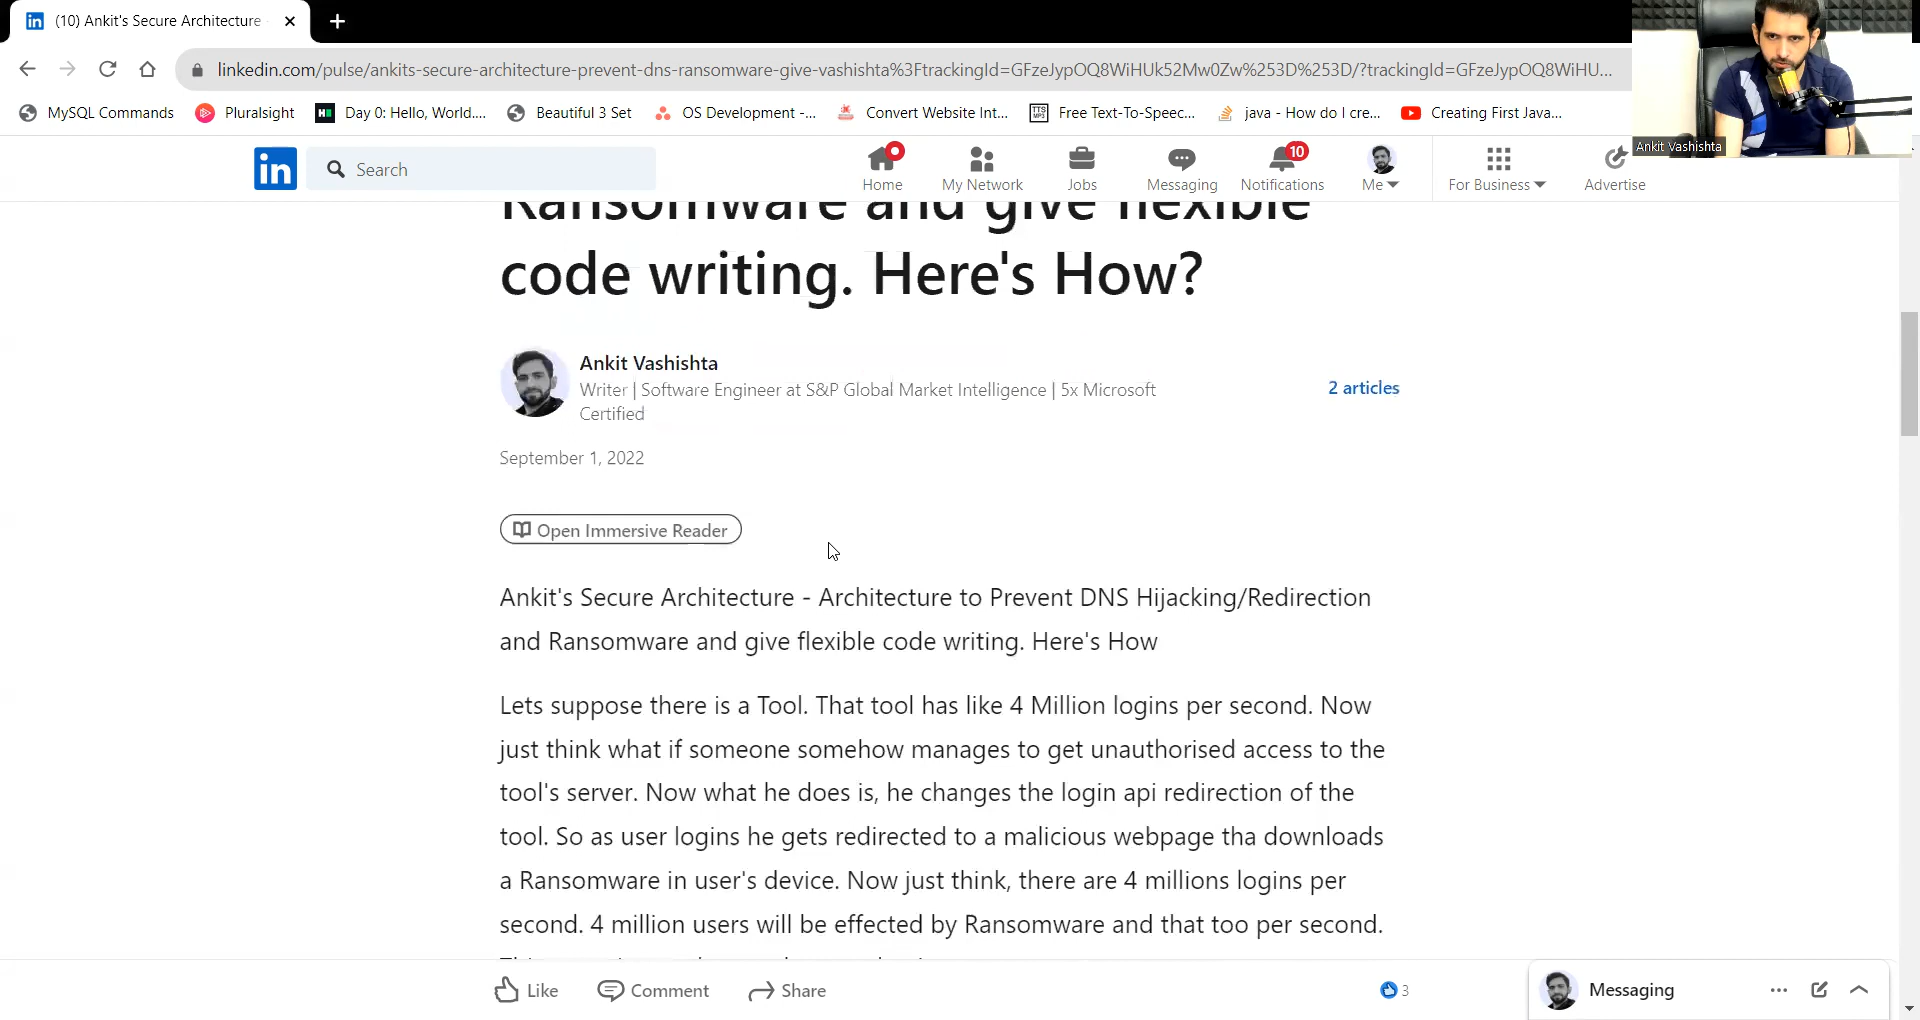 (10) Ankit's Secure Architecture
linkedin.com/pulse/ankits-secure-architecture-prevent-dns-ransomware-give-vashishta%3FtrackingId=GFzeJypOQ8WiHUk52Mw0Zw%253D%253D/?trackingId=GFzeJypOQ8WiHU...
MySQL Commands Pluralsight Day 0: Hello, World.... Beautiful 3 Set OS Development -... Convert Website Int... Free Text-To-Speec... java - How do I cre... Creating First Java...
Ankit Vashishta
in Search Home My Network Jobs Messaging 10 Notifications Me For Business Advertise
Ransomware and give flexible
code writing. Here's How?
Ankit Vashishta
Writer | Software Engineer at S&P Global Market Intelligence | 5x Microsoft
Certified
2 articles
September 1, 2022
Open Immersive Reader
Ankit's Secure Architecture - Architecture to Prevent DNS Hijacking/Redirection
and Ransomware and give flexible code writing. Here's How
Lets suppose there is a Tool. That tool has like 4 Million logins per second. Now
just think what if someone somehow manages to get unauthorised access to the
tool's server. Now what he does is, he changes the login api redirection of the
tool. So as user logins he gets redirected to a malicious webpage tha downloads
a Ransomware in user's device. Now just think, there are 4 millions logins per
second. 4 million users will be effected by Ransomware and that too per second.
Like Comment Share 3
Messaging